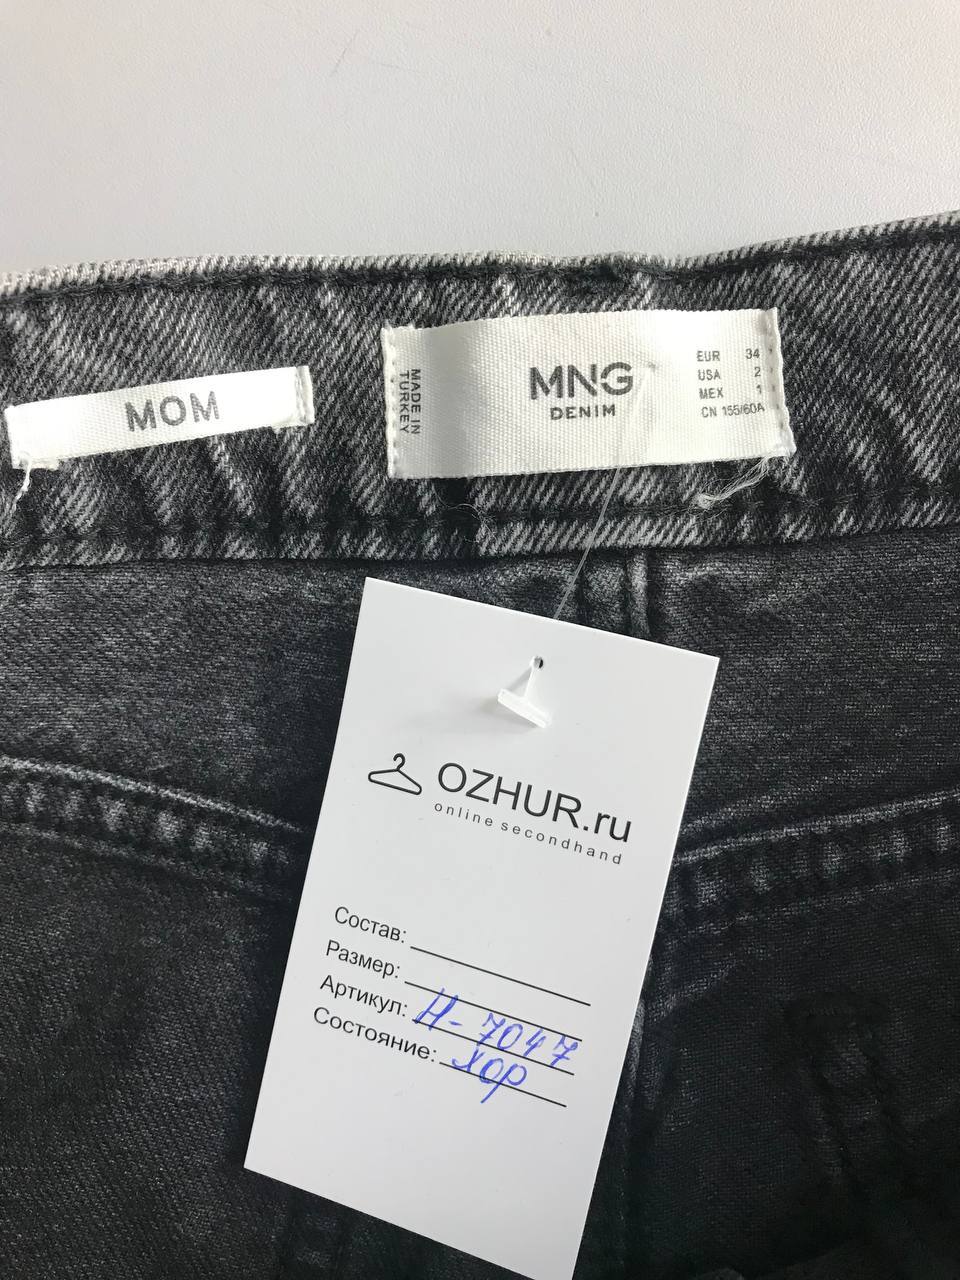 MOM
MADE IN
TURKEY
MNG
DENIM
EUR 34
USA 2
MEX 1
CN 155/60A
OZHUR.ru
online secondhand
Состав:
Размер:
Артикул: Н-7047
Состояние: хор